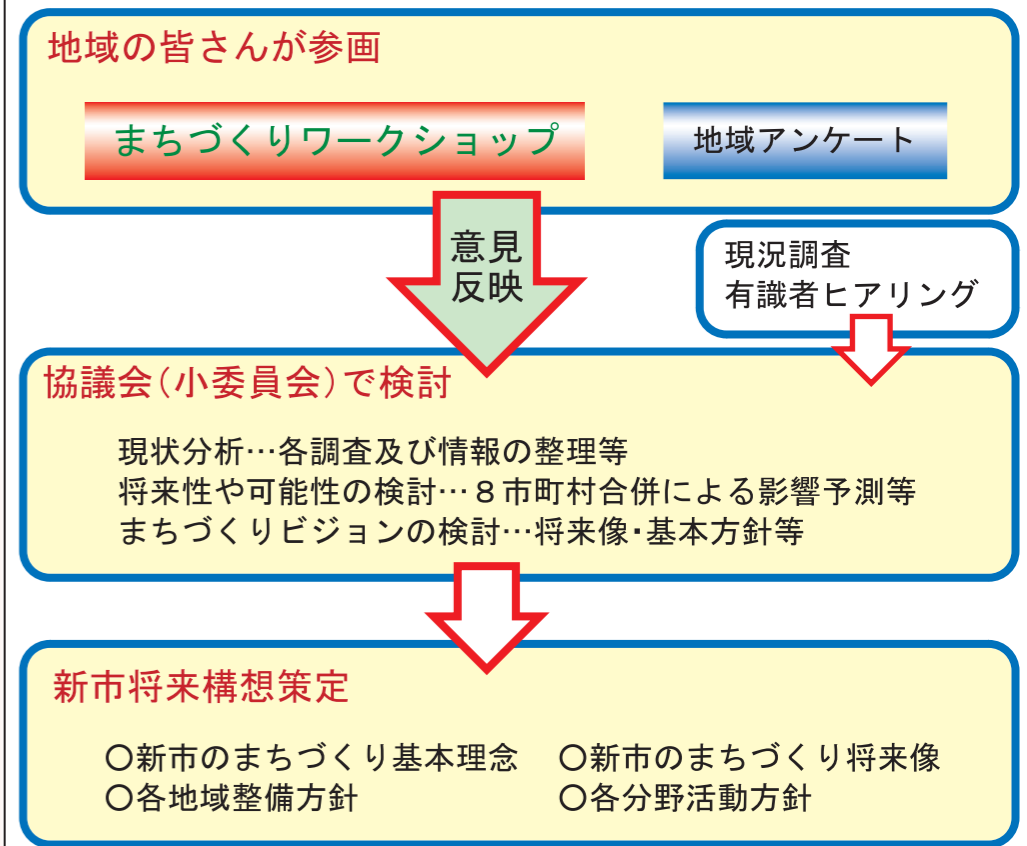 地域の皆さんが参画
まちづくりワークショップ
地域アンケート
意見
反映
現況調査
有識者ヒアリング
協議会(小委員会)で検討
現状分析…各調査及び情報の整理等
将来性や可能性の検討…８市町村合併による影響予測等
まちづくりビジョンの検討…将来像・基本方針等
新市将来構想策定
○新市のまちづくり基本理念　○新市のまちづくり将来像
○各地域整備方針　○各分野活動方針